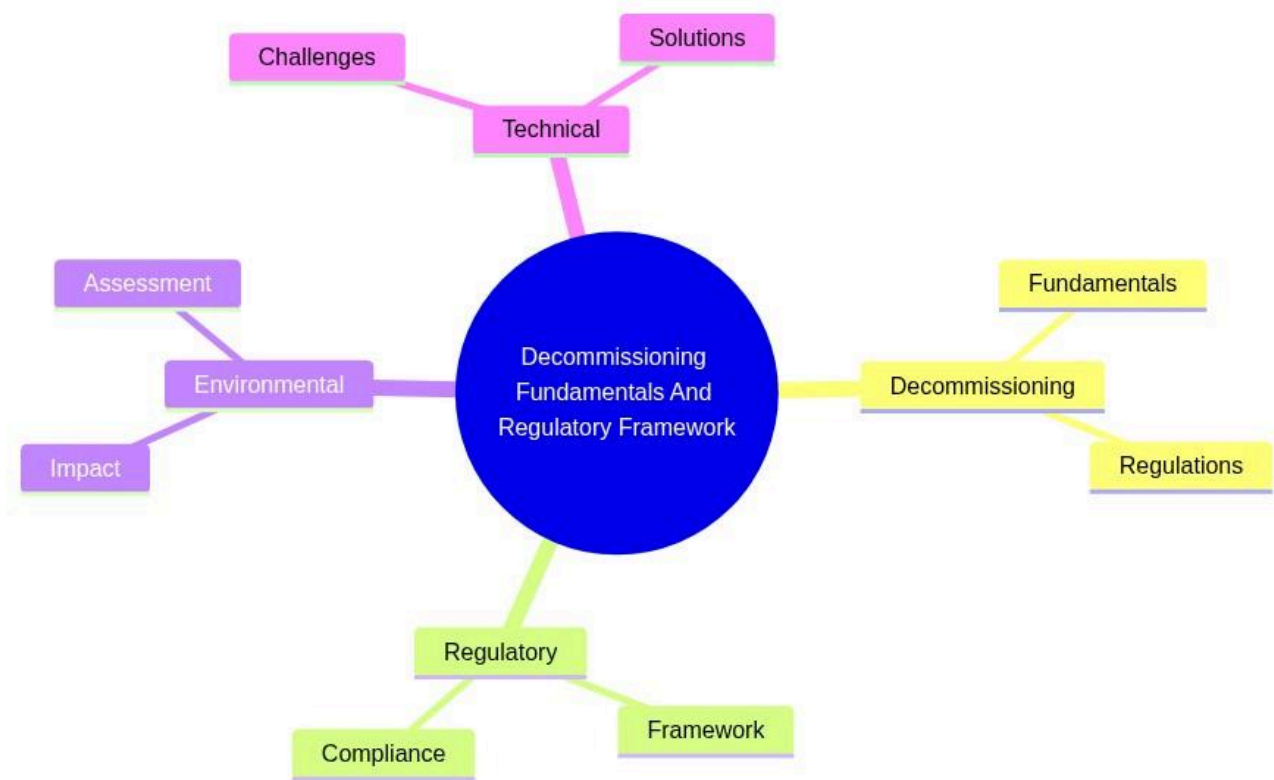 Solutions
Challenges
Technical
Assessment
Fundamentals
Environmental
Decommissioning
Fundamentals And
Regulatory Framework
Decommissioning
Impact
Regulations
Regulatory
Framework
Compliance